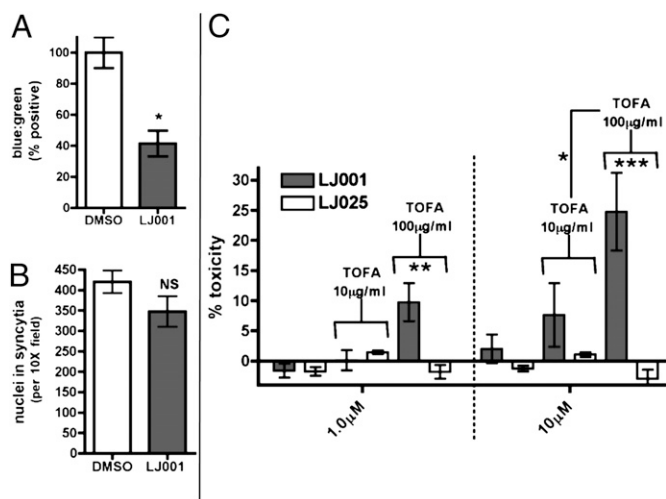 A
blue:green
(% positive)
100
80
60
40
20
0
*
DMSO
LJ001
B
nuclei in syncytia
(per 10X field)
450
400
350
300
250
200
150
100
50
0
NS
DMSO
LJ001
C
% toxicity
30
25
20
15
10
5
0
LJ001
LJ025
TOFA
10µg/ml
TOFA
100µg/ml
**
TOFA
10µg/ml
*
TOFA
100µg/ml
***
1.0µM
10µM